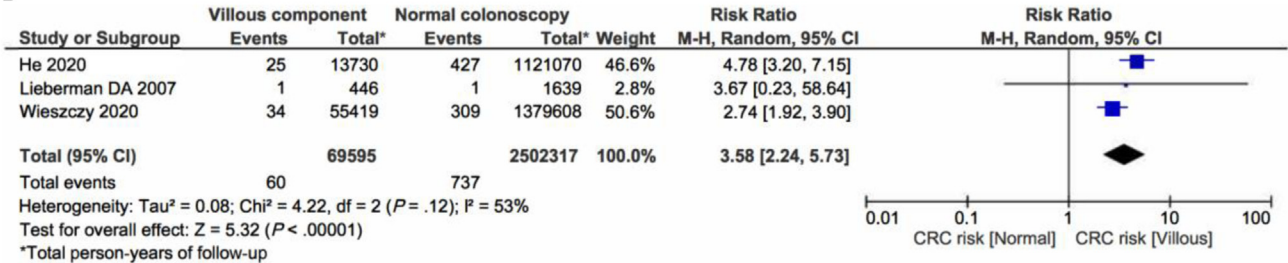 Villous component Normal colonoscopy Risk Ratio Risk Ratio
Study or Subgroup Events Total* Events Total* Weight M-H, Random, 95% CI M-H, Random, 95% CI
He 2020 25 13730 427 1121070 46.6% 4.78 [3.20, 7.15]
Lieberman DA 2007 1 446 1 1639 2.8% 3.67 [0.23, 58.64]
Wieszczy 2020 34 55419 309 1379608 50.6% 2.74 [1.92, 3.90]
Total (95% CI) 69595 2502317 100.0% 3.58 [2.24, 5.73]
Total events 60 737
Heterogeneity: Tau² = 0.08; Chi² = 4.22, df = 2 (P = .12); I² = 53%
Test for overall effect: Z = 5.32 (P < .00001)
*Total person-years of follow-up
0.01 0.1 1 10 100
CRC risk [Normal] CRC risk [Villous]